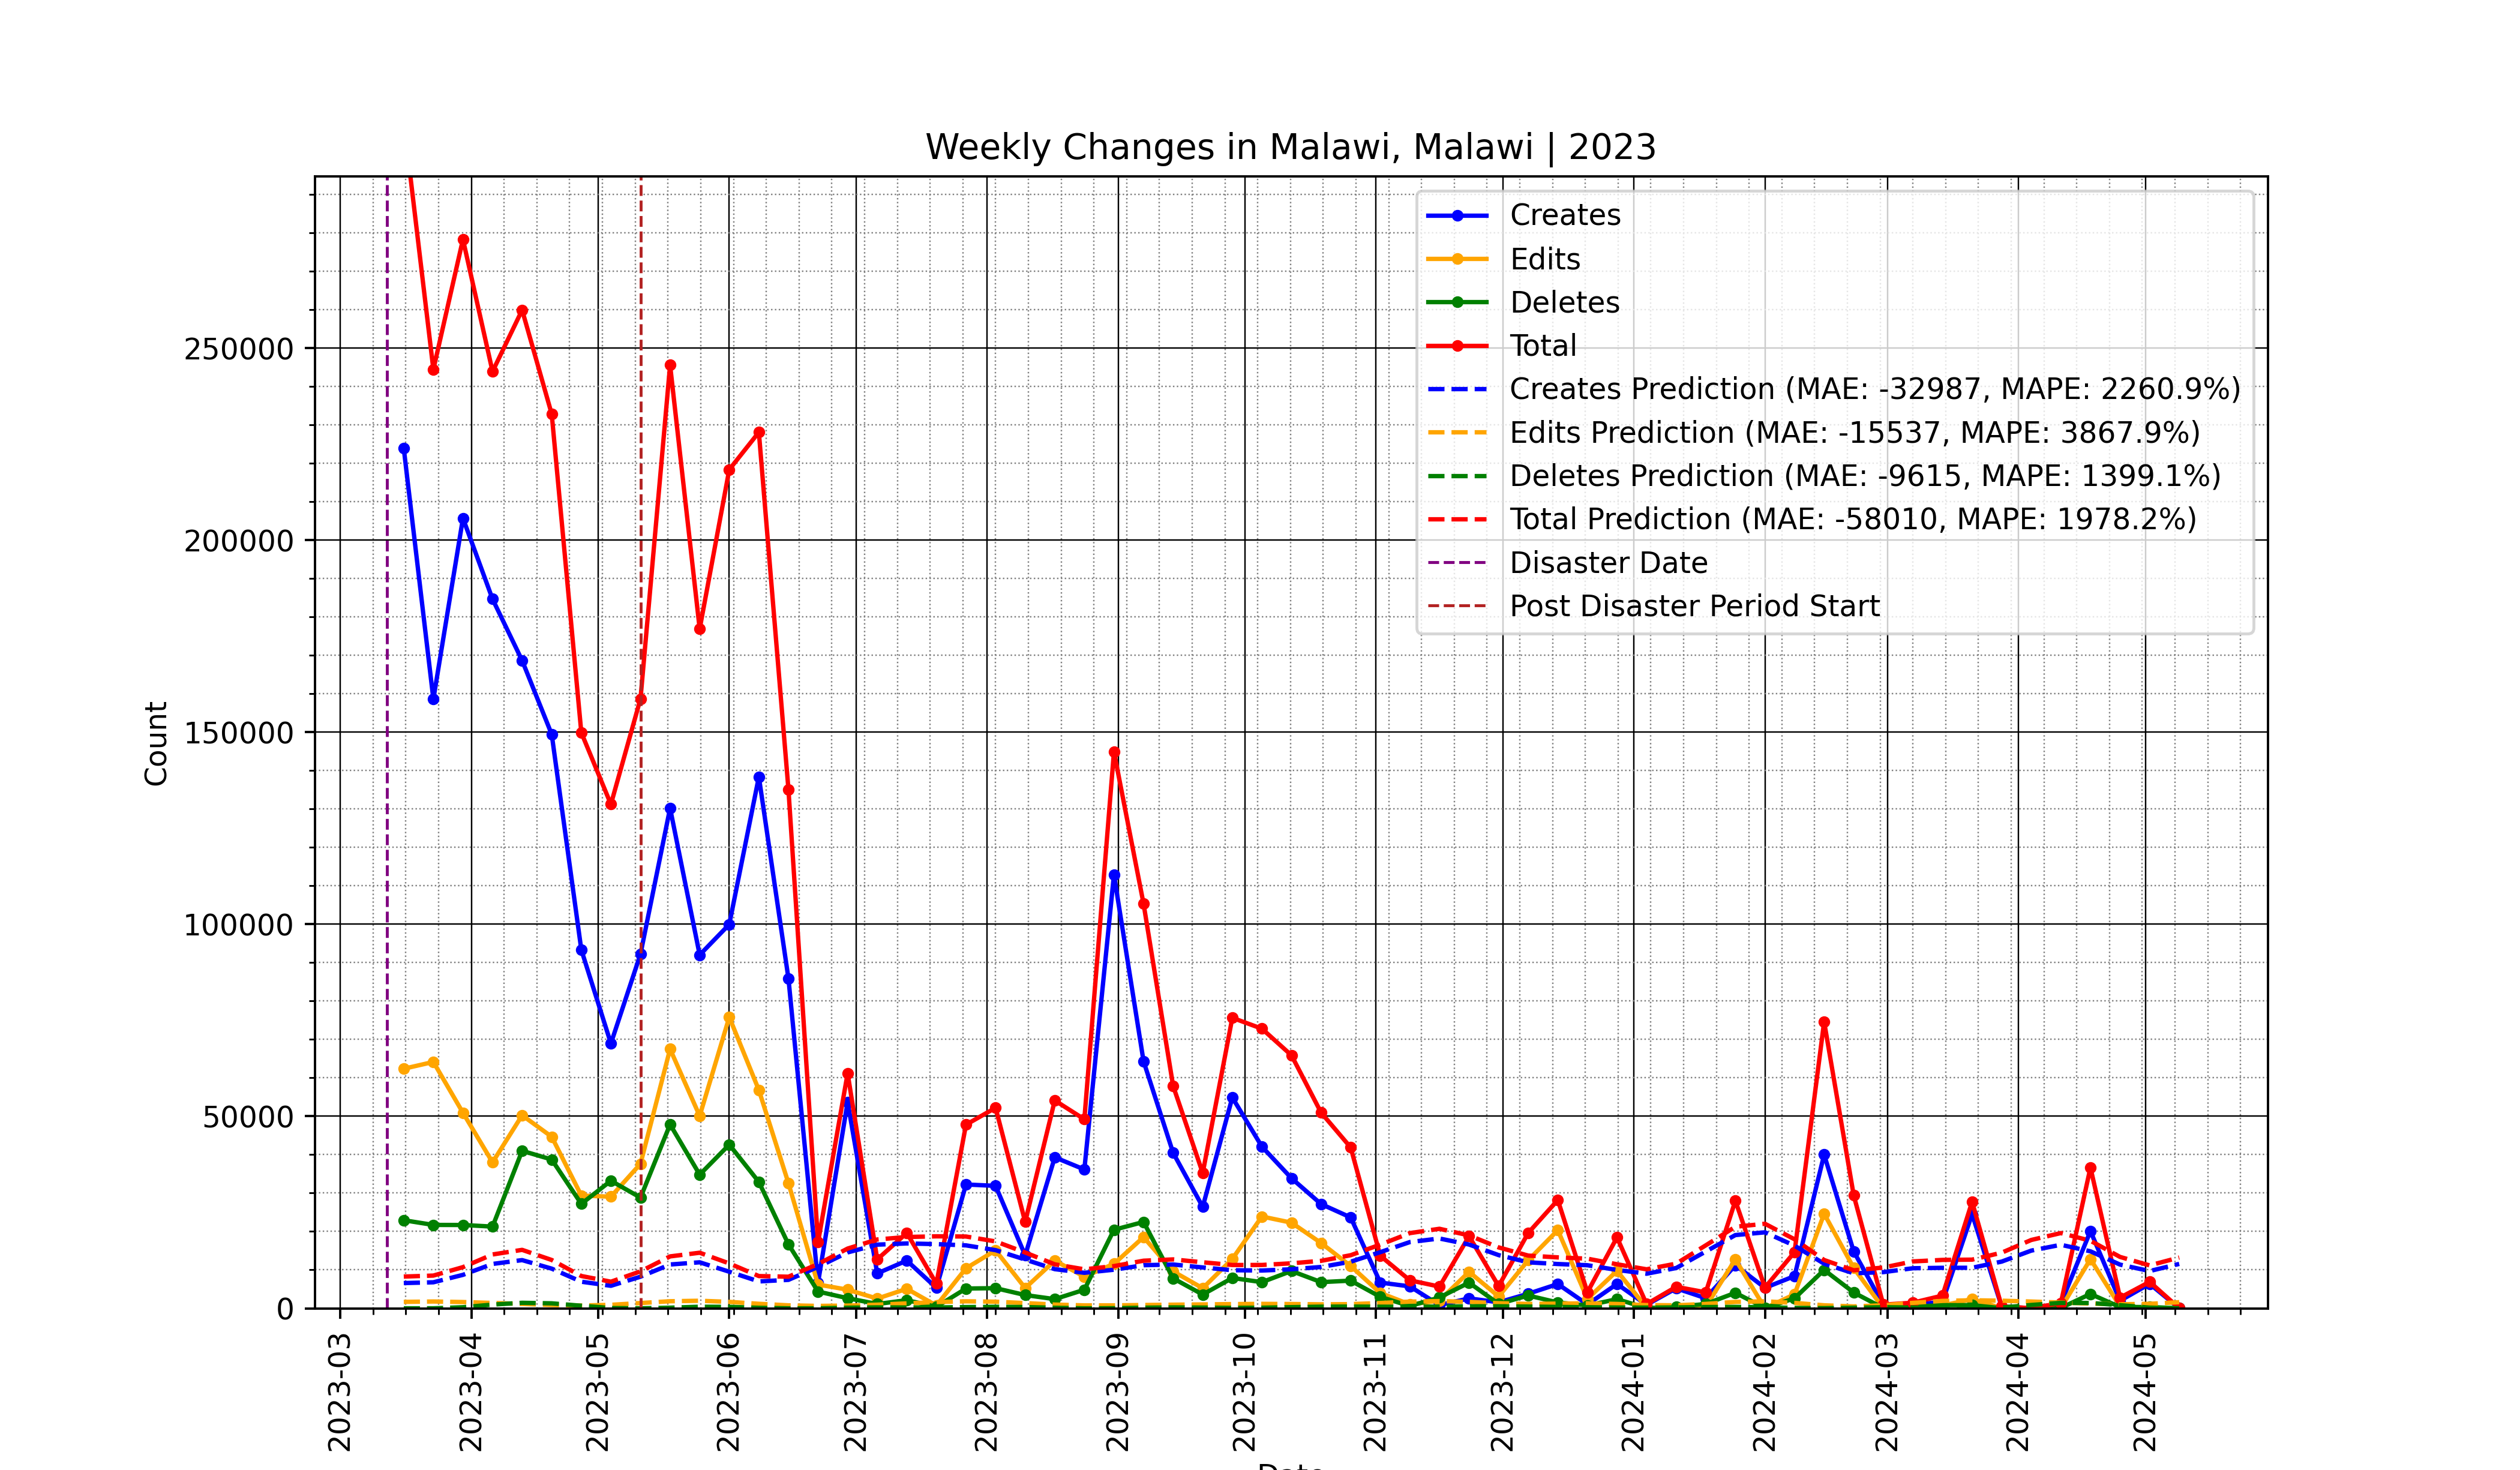 Weekly Changes in Malawi, Malawi | 2023
Creates
Edits
Deletes
Total
Creates Prediction (MAE: -32987, MAPE: 2260.9%)
Edits Prediction (MAE: -15537, MAPE: 3867.9%)
Deletes Prediction (MAE: -9615, MAPE: 1399.1%)
Total Prediction (MAE: -58010, MAPE: 1978.2%)
Disaster Date
Post Disaster Period Start
Count
250000
200000
150000
100000
50000
0
2023-03
2023-04
2023-05
2023-06
2023-07
2023-08
2023-09
2023-10
2023-11
2023-12
2024-01
2024-02
2024-03
2024-04
2024-05
Date